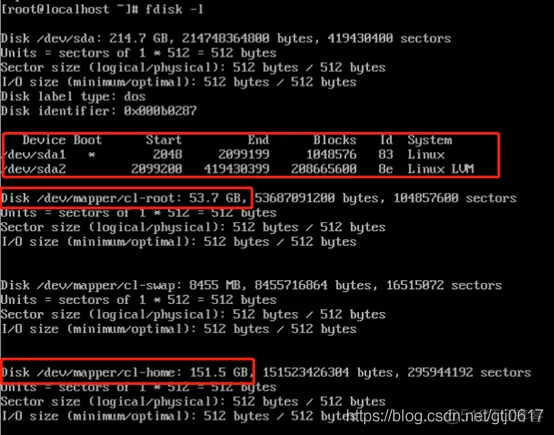 [root@localhost ~]# fdisk -l
Disk /dev/sda: 214.7 GB, 214748364800 bytes, 419430400 sectors
Units = sectors of 1 * 512 = 512 bytes
Sector size (logical/physical): 512 bytes / 512 bytes
I/O size (minimum/optimal): 512 bytes / 512 bytes
Disk label type: dos
Disk identifier: 0x000b0287
Device Boot Start End Blocks Id System
/dev/sda1 * 2048 2099199 1048576 83 Linux
/dev/sda2 2099200 419430399 208665600 8e Linux LVM
Disk /dev/mapper/cl-root: 53.7 GB, 53687091200 bytes, 104857600 sectors
Units = sectors of 1 * 512 = 512 bytes
Sector size (logical/physical): 512 bytes / 512 bytes
I/O size (minimum/optimal): 512 bytes / 512 bytes
Disk /dev/mapper/cl-swap: 8455 MB, 8455716864 bytes, 16515072 sectors
Units = sectors of 1 * 512 = 512 bytes
Sector size (logical/physical): 512 bytes / 512 bytes
I/O size (minimum/optimal): 512 bytes / 512 bytes
Disk /dev/mapper/cl-home: 151.5 GB, 151523426304 bytes, 295944192 sectors
Units = sectors of 1 * 512 = 512 bytes
Sector size (logical/physical): 512 bytes / 512 bytes
I/O size (minimum/optimal): 512 bytes / 512 bytes
https://blog.csdn.net/gtj0617